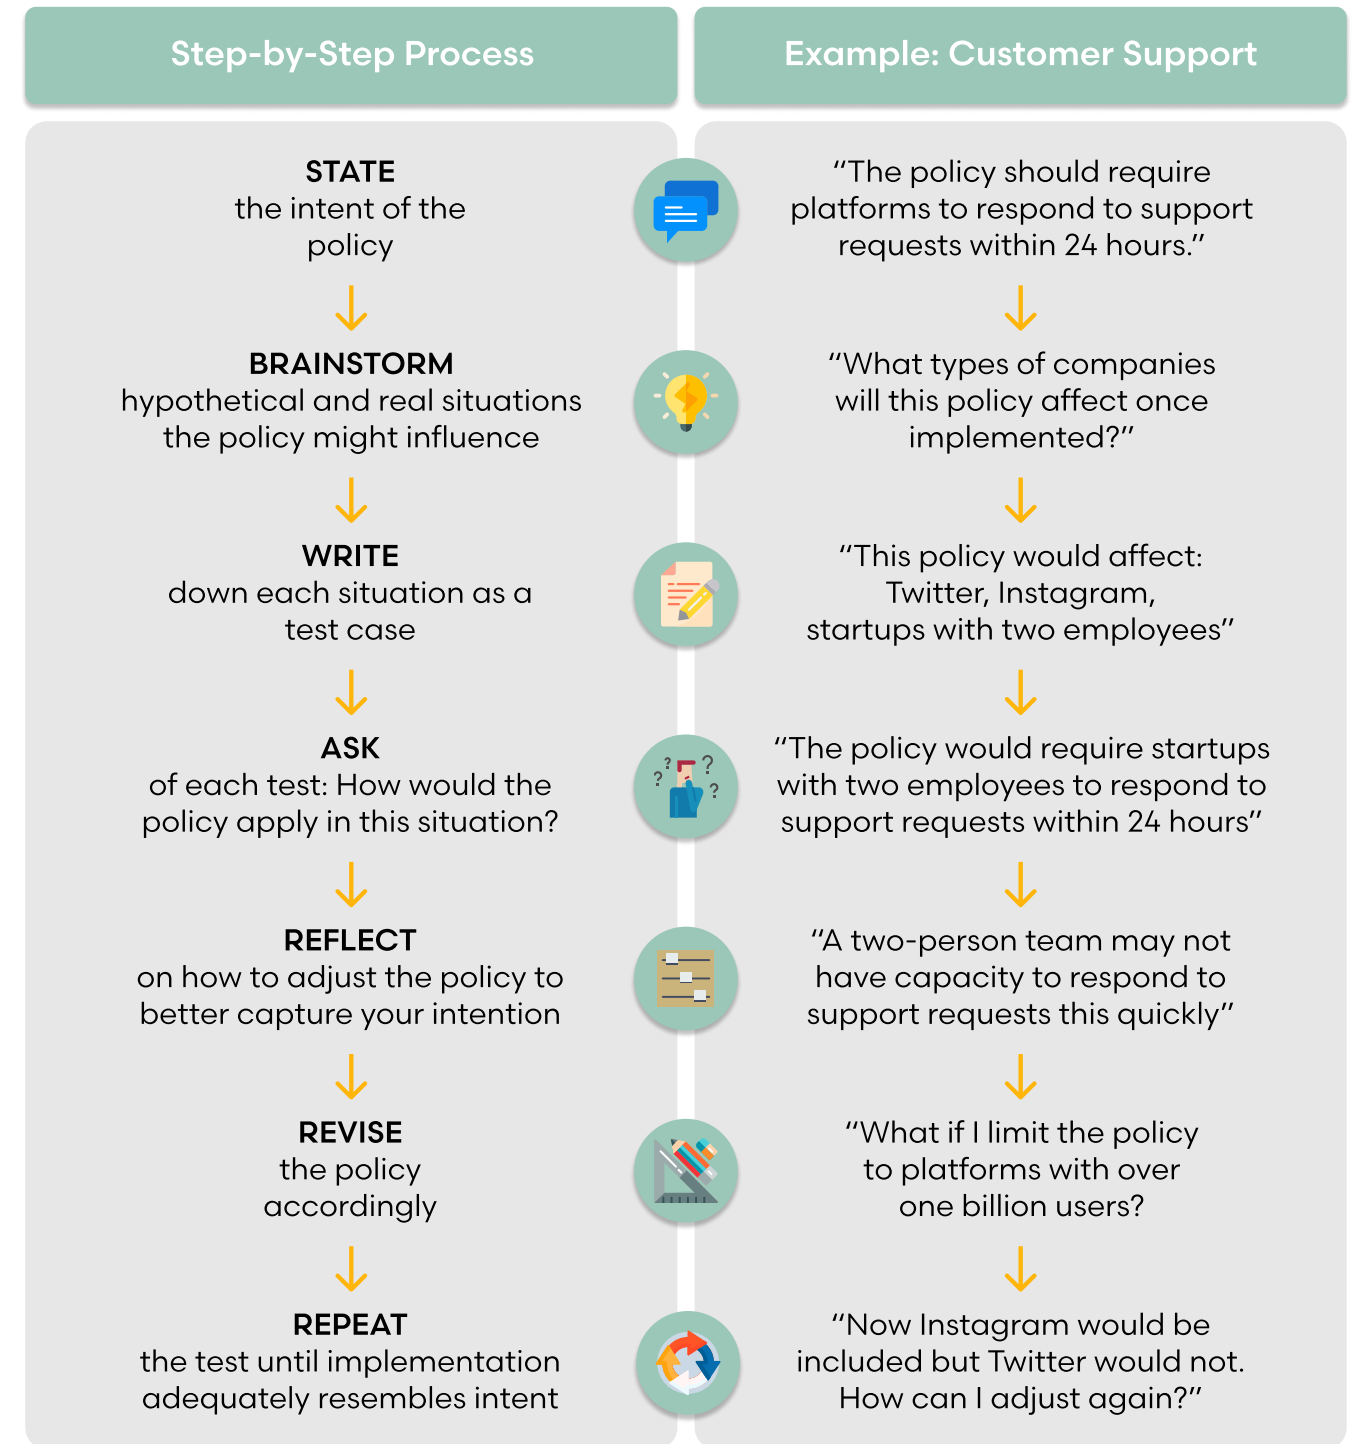 Step-by-Step Process
Example: Customer Support
STATE
the intent of the
policy
“The policy should require
platforms to respond to support
requests within 24 hours.”
BRAINSTORM
hypothetical and real situations
the policy might influence
“What types of companies
will this policy affect once
implemented?”
WRITE
down each situation as a
test case
“This policy would affect:
Twitter, Instagram,
startups with two employees”
ASK
of each test: How would the
policy apply in this situation?
“The policy would require startups
with two employees to respond to
support requests within 24 hours”
REFLECT
on how to adjust the policy to
better capture your intention
“A two-person team may not
have capacity to respond to
support requests this quickly”
REVISE
the policy
accordingly
“What if I limit the policy
to platforms with over
one billion users?
REPEAT
the test until implementation
adequately resembles intent
“Now Instagram would be
included but Twitter would not.
How can I adjust again?”